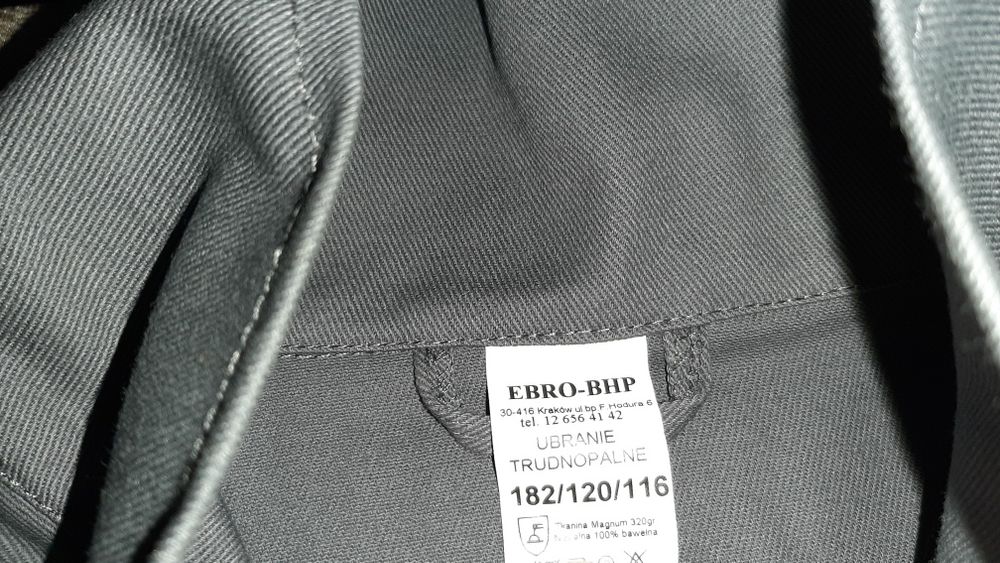 EBRO-BHP
30-416 Kraków ul bp.F Hodura 6
tel. 12 656 41 42
UBRANIE
TRUDNOPALNE
182/120/116
Tkanina Magnum 320gr
100% bawełna